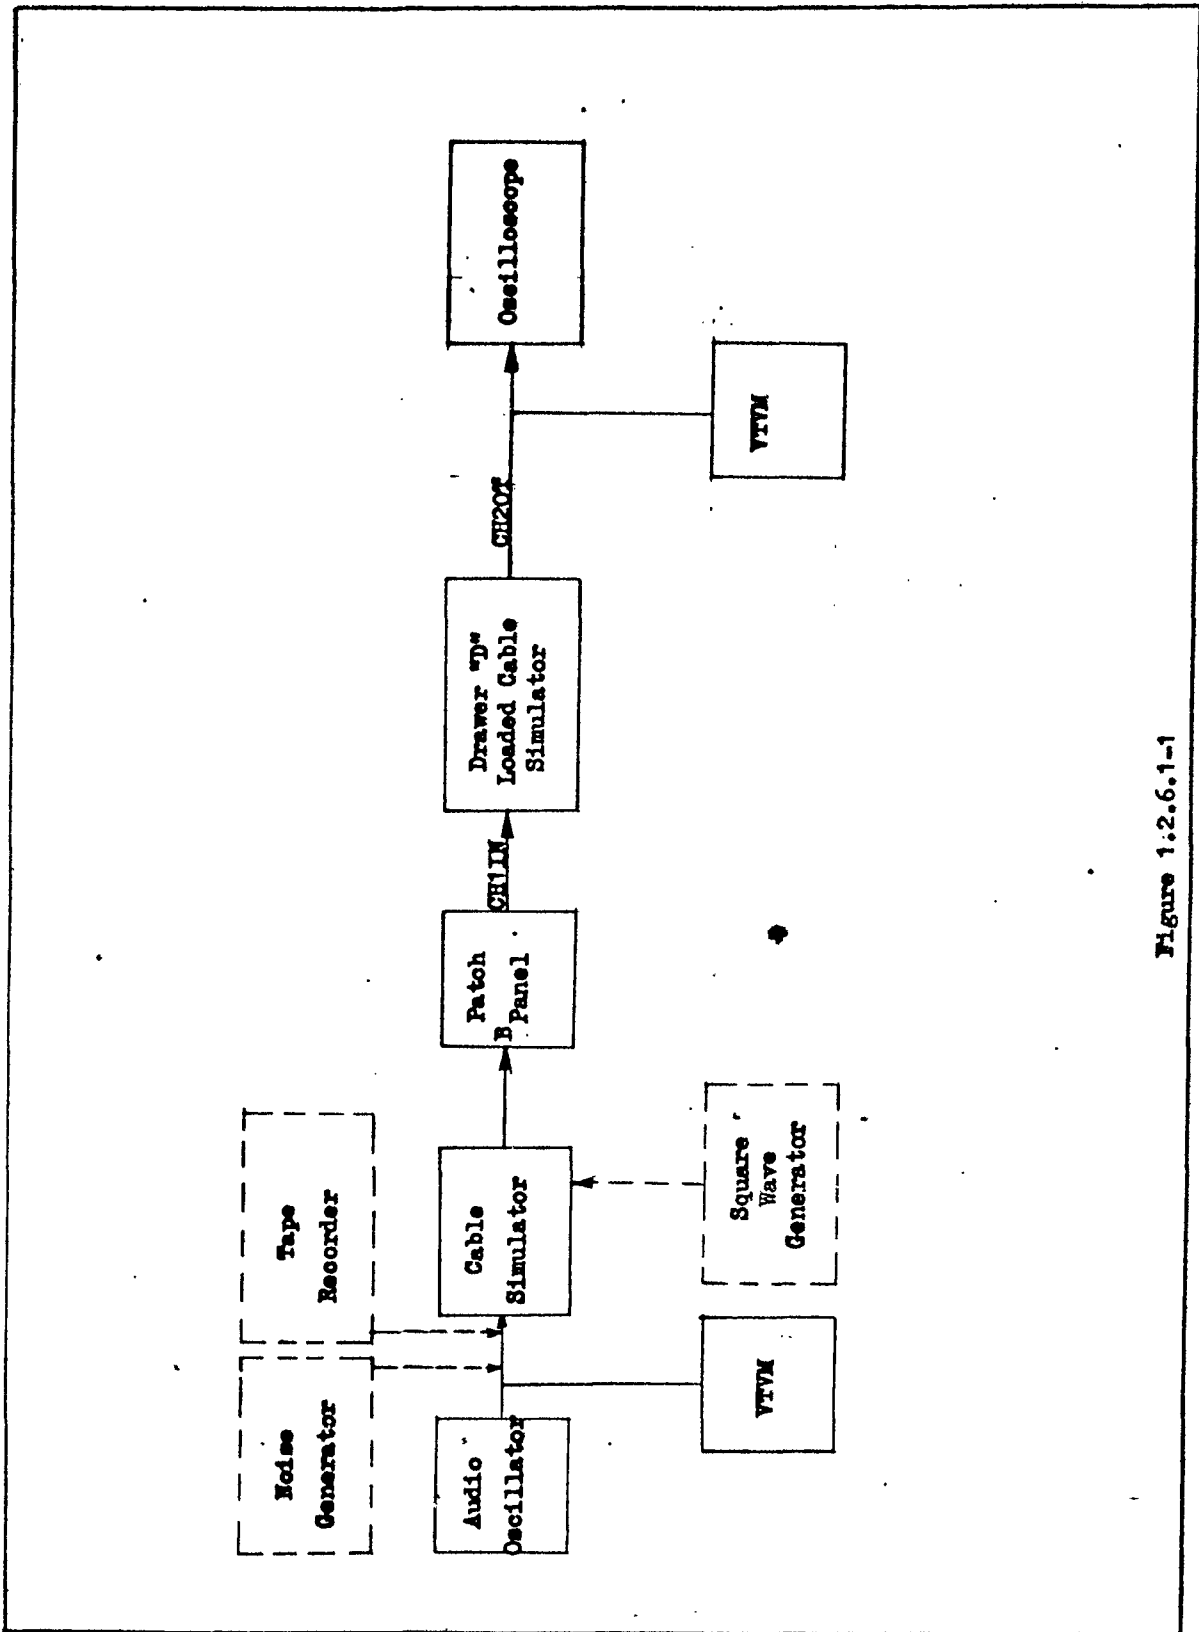 Noise
Generator
Tape
Recorder
Audio
Oscillator
Cable
Simulator
Patch
B Panel
CH1IN
Drawer "D"
Loaded Cable
Simulator
CH2OT
Oscilloscope
VTVM
Square
Wave
Generator
VTVM
Figure 1.2.6.1-1